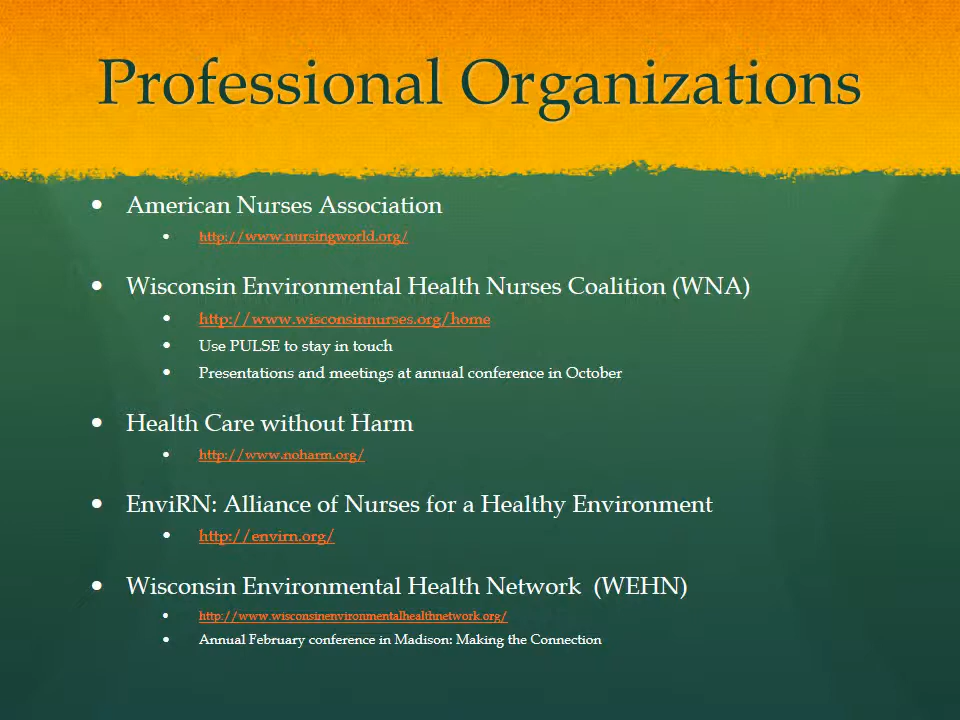 Professional Organizations
• American Nurses Association
• http://www.nursingworld.org/
• Wisconsin Environmental Health Nurses Coalition (WNA)
• http://www.wisconsinnurses.org/home
• Use PULSE to stay in touch
• Presentations and meetings at annual conference in October
• Health Care without Harm
• http://www.noharm.org/
• EnviRN: Alliance of Nurses for a Healthy Environment
• http://envirn.org/
• Wisconsin Environmental Health Network (WEHN)
• http://www.wisconsinenvironmentalhealthnetwork.org/
• Annual February conference in Madison: Making the Connection